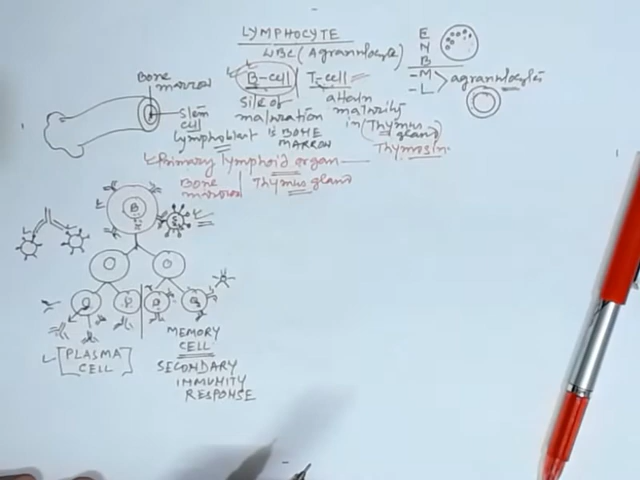 LYMPHOCYTE
WBC (Agranulocyte)
E
N
B
-M
-L
agranulocytes
B-cell
Site of
maturation
is BONE
MARROW
T-cell
attain
maturity
in (Thymus
gland)
Thymosin
Bone
marrow
Stem
cell
lymphoblast
Primary lymphoid organ
Bone
marrow
Thymus gland
B
PLASMA
CELL
MEMORY
CELL
SECONDARY
IMMUNITY
RESPONSE